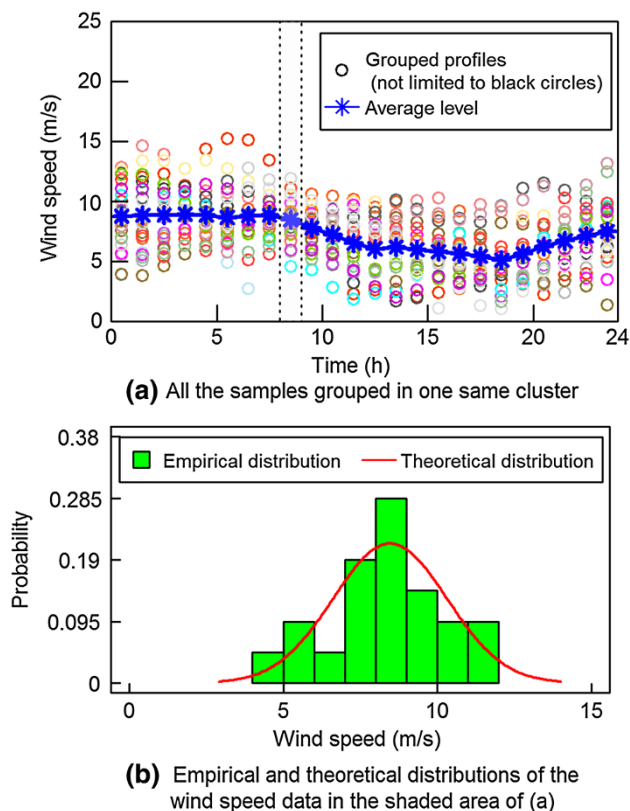 25
20
15
10
5
0
Wind speed (m/s)
Grouped profiles
(not limited to black circles)
Average level
0 5 10 15 20 24
Time (h)
(a) All the samples grouped in one same cluster
0.38
0.285
0.19
0.095
0
Probability
Empirical distribution
Theoretical distribution
0 5 10 15
Wind speed (m/s)
(b) Empirical and theoretical distributions of the
wind speed data in the shaded area of (a)